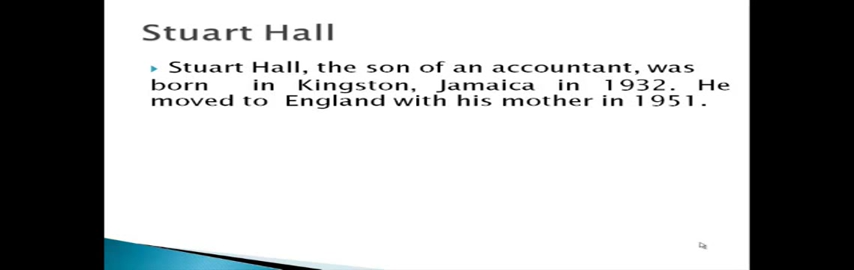 Stuart Hall
Stuart Hall, the son of an accountant, was
born in Kingston, Jamaica in 1932. He
moved to England with his mother in 1951.